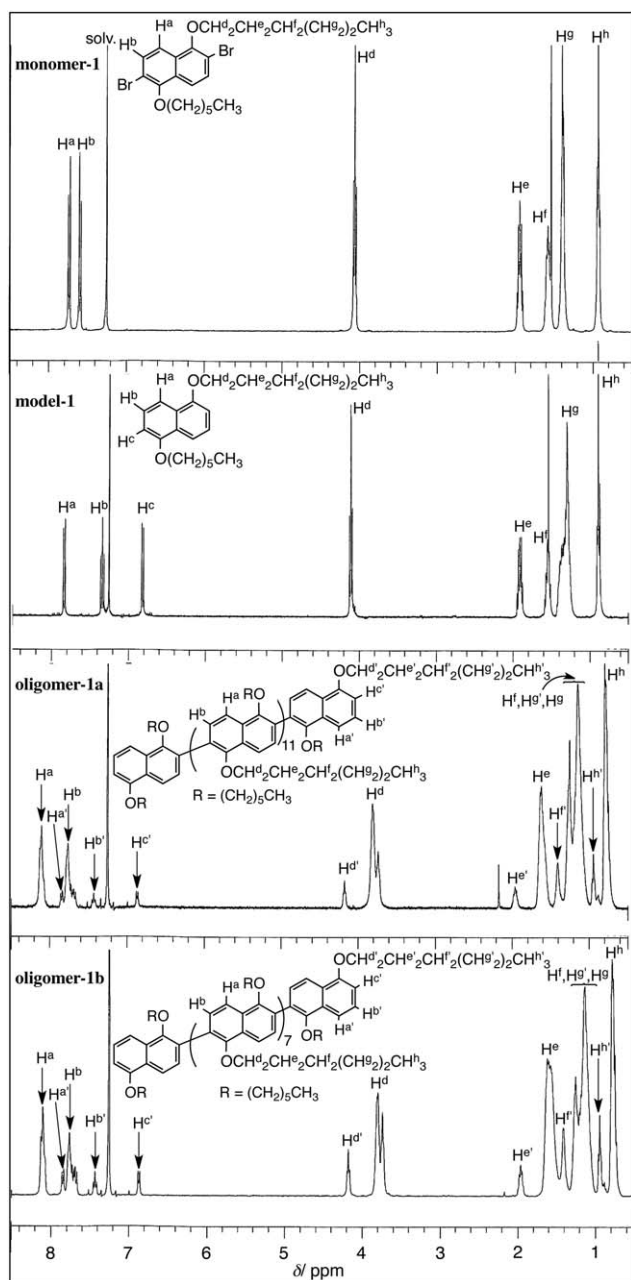 OCHᵈ₂CHᵉ₂CHᶠ₂(CHᵍ₂)₂CHʰ₃
solv.
Hᵃ
Hᵇ
Br
Hᵍ
Hʰ
monomer-1
Br
Hᵈ
O(CH₂)₅CH₃
Hᵃ Hᵇ
Hᵉ
Hᶠ
OCHᵈ₂CHᵉ₂CHᶠ₂(CHᵍ₂)₂CHʰ₃
Hᵃ
Hʰ
model-1
Hᵇ
Hᵈ
Hᵍ
Hᶜ
O(CH₂)₅CH₃
Hᵃ
Hᵇ
Hᶜ
Hᵉ
Hᶠ
oligomer-1a
OCHᵈ'₂CHᵉ'₂CHᶠ'₂(CHᵍ'₂)₂CHʰ'₃
Hʰ
RO
Hᵃ
RO
Hᶜ'
Hᶠ,Hᵍ',Hᵍ
Hᵇ
RO
Hᵇ'
11
OR
Hᵃ'
OCHᵈ₂CHᵉ₂CHᶠ₂(CHᵍ₂)₂CHʰ₃
OR
R = (CH₂)₅CH₃
Hᵃ
Hᵃ'
Hᵇ
Hᵇ'
Hᶜ'
Hᵈ'
Hᵈ
Hᵉ'
Hᵉ
Hᶠ'
Hʰ'
oligomer-1b
OCHᵈ'₂CHᵉ'₂CHᶠ'₂(CHᵍ'₂)₂CHʰ'₃
Hʰ
RO
Hᵃ
RO
Hᶜ'
Hᶠ,Hᵍ',Hᵍ
Hᵇ
RO
Hᵇ'
7
OR
Hᵃ'
OCHᵈ₂CHᵉ₂CHᶠ₂(CHᵍ₂)₂CHʰ₃
OR
R = (CH₂)₅CH₃
Hᵃ
Hᵃ'
Hᵇ
Hᵇ'
Hᶜ'
Hᵈ'
Hᵈ
Hᵉ'
Hᵉ
Hᶠ'
Hʰ'
8 7 6 5 4 3 2 1
δ/ ppm